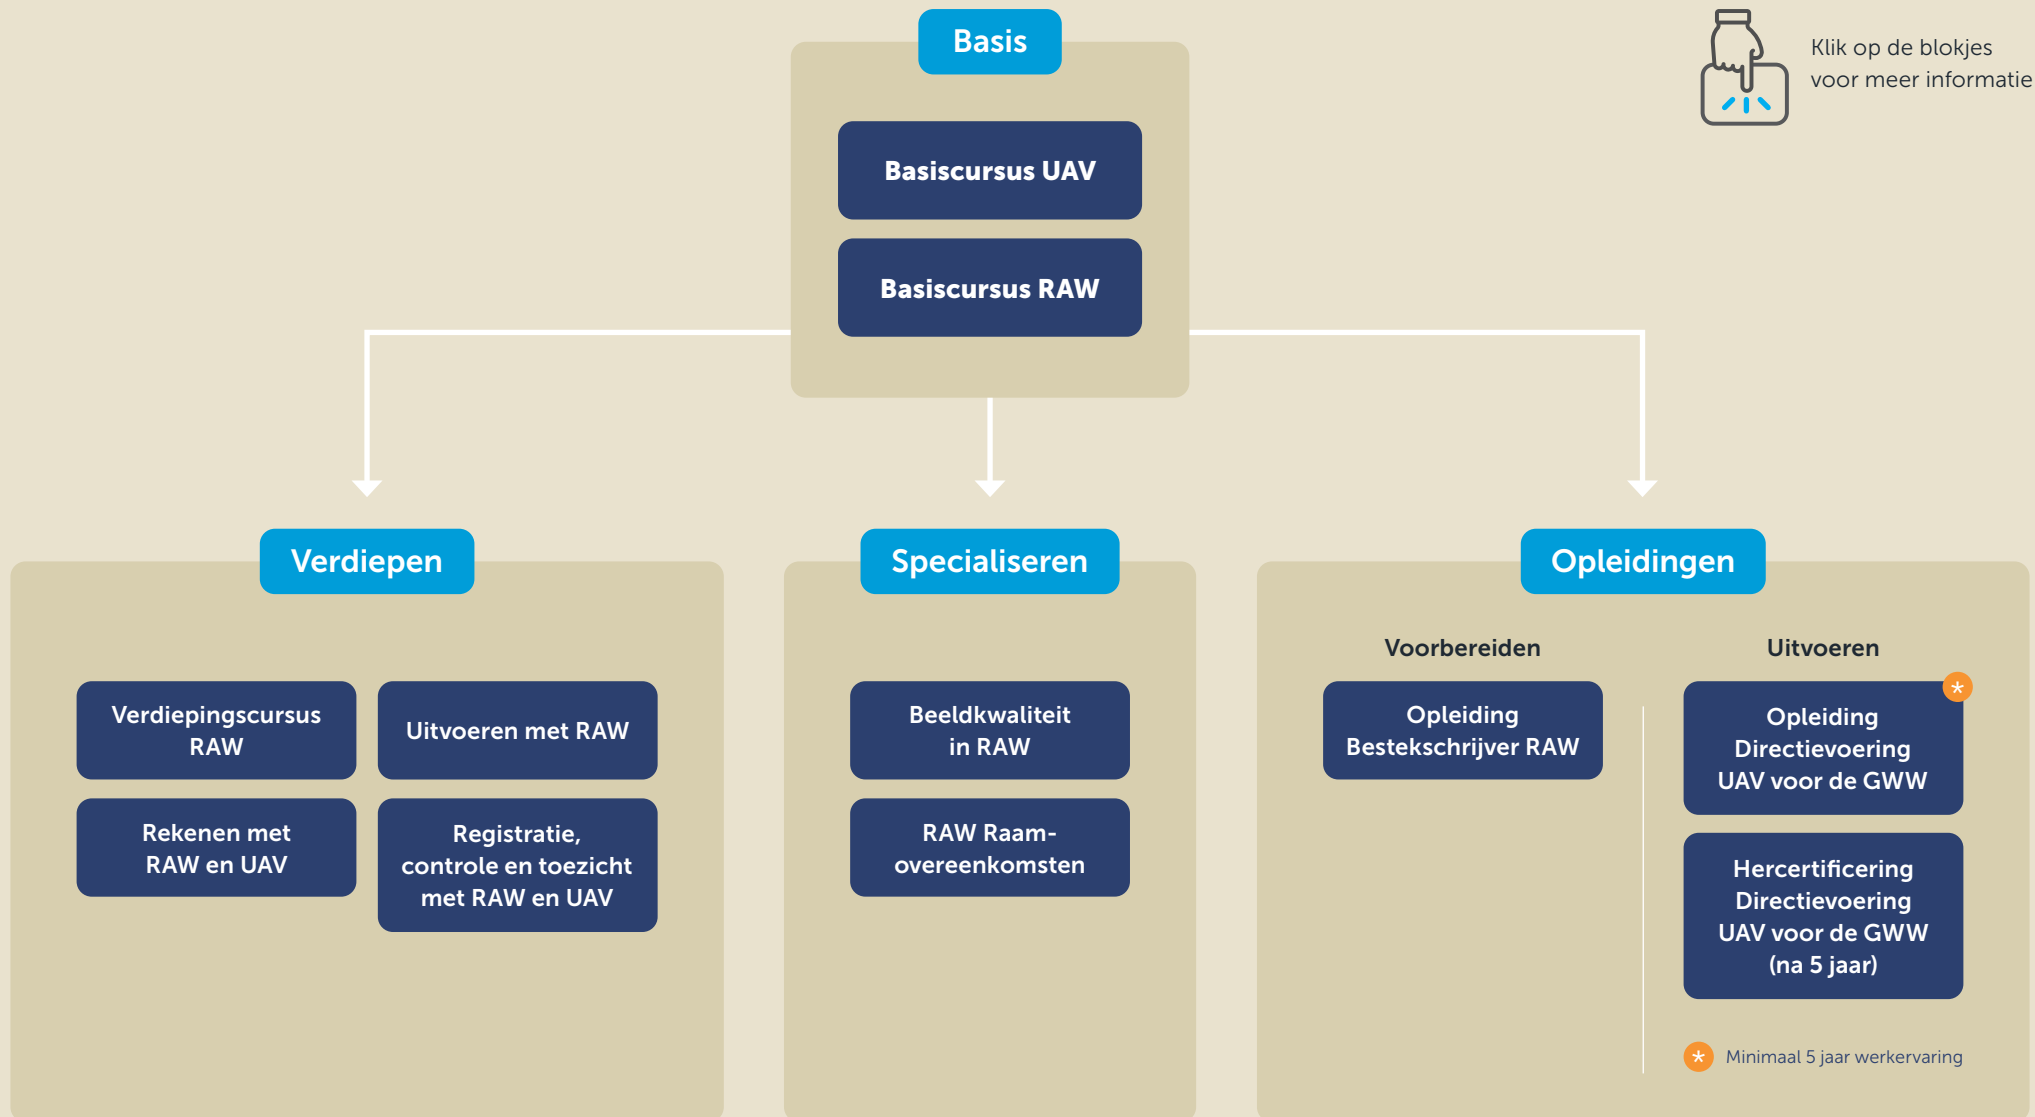 Basis
Klik op de blokjes
voor meer informatie
Basiscursus UAV
Basiscursus RAW
Verdiepen
Verdiepingscursus
RAW
Uitvoeren met RAW
Rekenen met
RAW en UAV
Registratie,
controle en toezicht
met RAW en UAV
Specialiseren
Beeldkwaliteit
in RAW
RAW Raam-
overeenkomsten
Opleidingen
Voorbereiden
Opleiding
Bestekschrijver RAW
Uitvoeren
*
Opleiding
Directievoering
UAV voor de GWW
Hercertificering
Directievoering
UAV voor de GWW
(na 5 jaar)
* Minimaal 5 jaar werkervaring